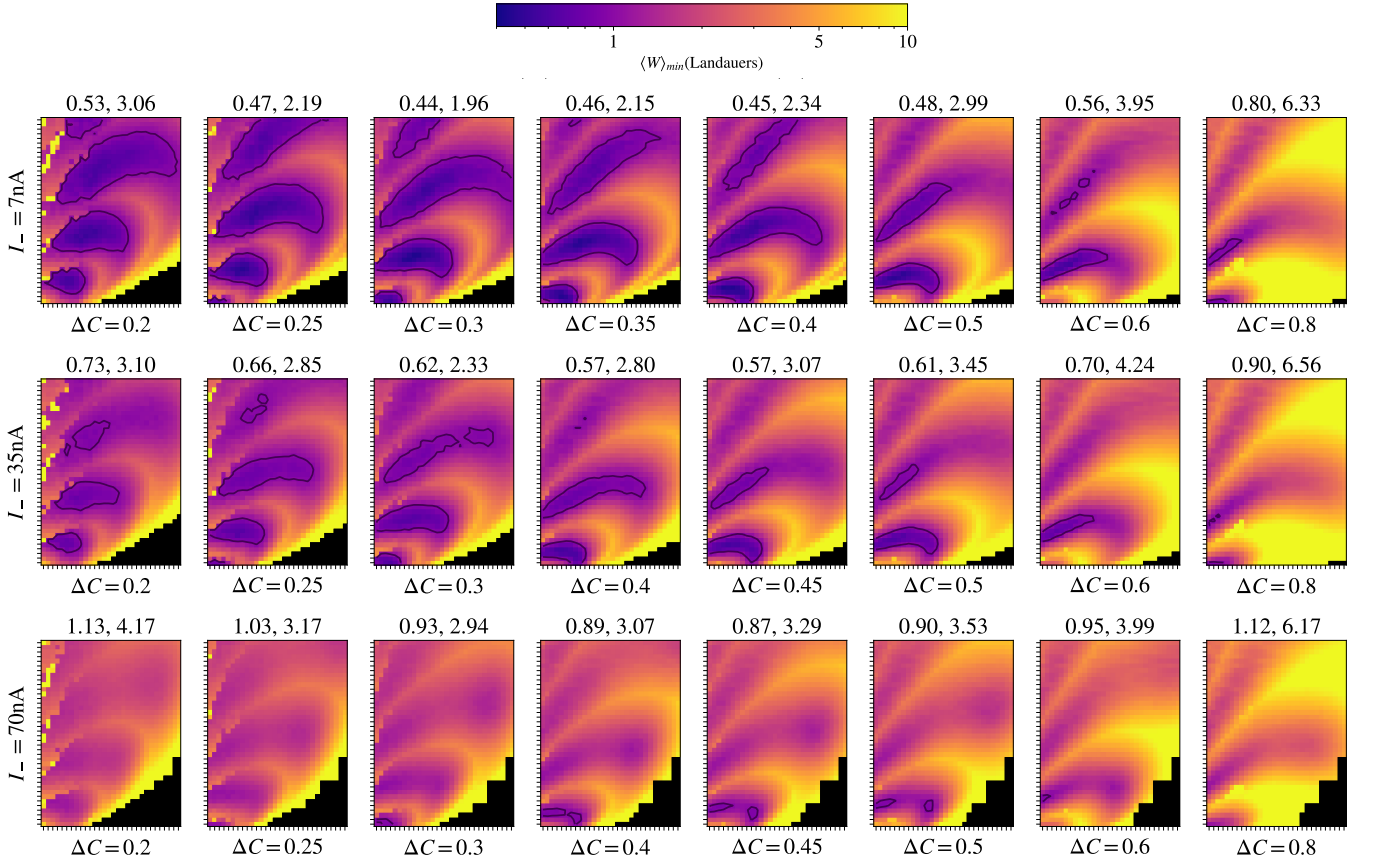 1 5 10
⟨W⟩min(Landauers)
0.53, 3.06 0.47, 2.19 0.44, 1.96 0.46, 2.15 0.45, 2.34 0.48, 2.99 0.56, 3.95 0.80, 6.33
I− = 7nA
ΔC = 0.2 ΔC = 0.25 ΔC = 0.3 ΔC = 0.35 ΔC = 0.4 ΔC = 0.5 ΔC = 0.6 ΔC = 0.8
0.73, 3.10 0.66, 2.85 0.62, 2.33 0.57, 2.80 0.57, 3.07 0.61, 3.45 0.70, 4.24 0.90, 6.56
I− = 35nA
ΔC = 0.2 ΔC = 0.25 ΔC = 0.3 ΔC = 0.4 ΔC = 0.45 ΔC = 0.5 ΔC = 0.6 ΔC = 0.8
1.13, 4.17 1.03, 3.17 0.93, 2.94 0.89, 3.07 0.87, 3.29 0.90, 3.53 0.95, 3.99 1.12, 6.17
I− = 70nA
ΔC = 0.2 ΔC = 0.25 ΔC = 0.3 ΔC = 0.4 ΔC = 0.45 ΔC = 0.5 ΔC = 0.6 ΔC = 0.8